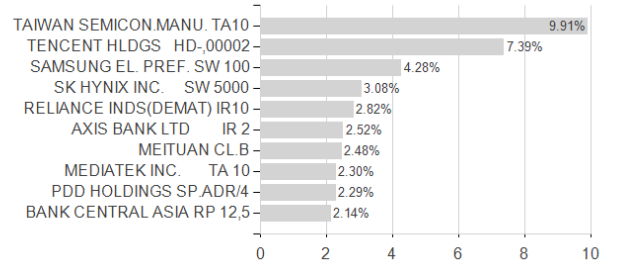 TAIWAN SEMICON.MANU. TA10 9.91%
TENCENT HLDGS HD-,00002 7.39%
SAMSUNG EL. PREF. SW 100 4.28%
SK HYNIX INC. SW 5000 3.08%
RELIANCE INDS(DEMAT) IR10 2.82%
AXIS BANK LTD IR 2 2.52%
MEITUAN CL.B 2.48%
MEDIATEK INC. TA 10 2.30%
PDD HOLDINGS SP.ADR/4 2.29%
BANK CENTRAL ASIA RP 12,5 2.14%
0 2 4 6 8 10